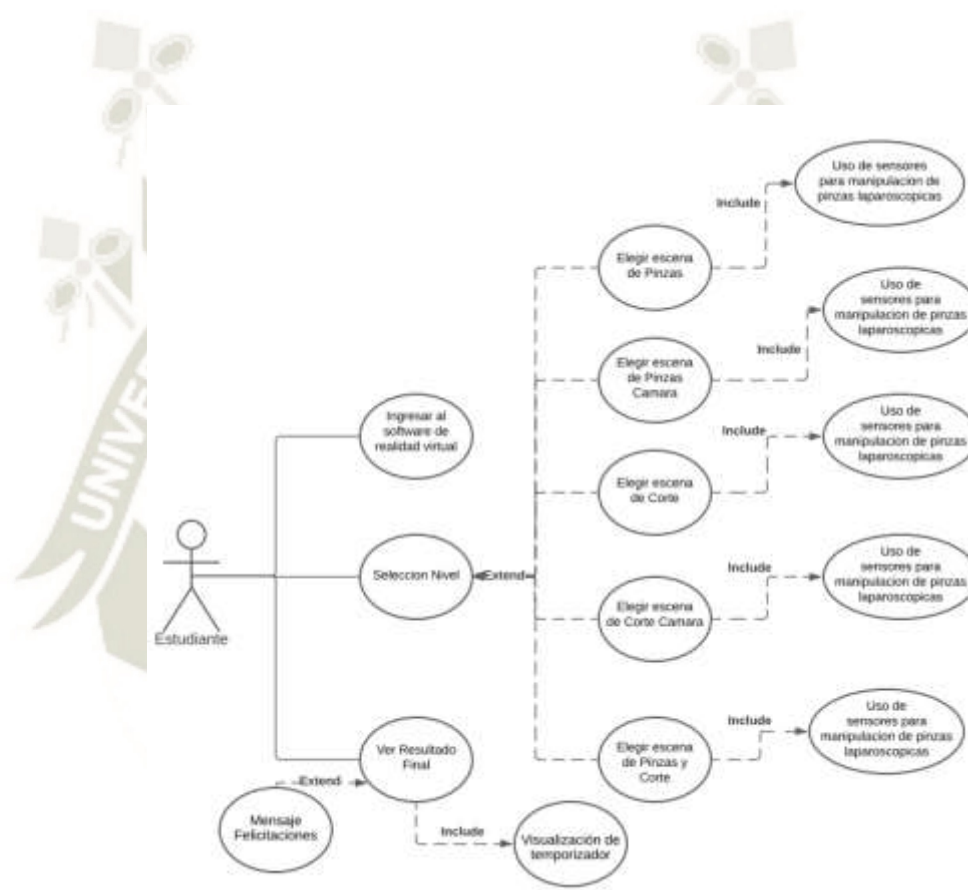 Uso de sensores
para manipulacion de
pinzas laparoscopicas
Include
Elegir escena
de Pinzas
Uso de
sensores para
manipulacion de pinzas
laparoscopicas
Include
Elegir escena
de Pinzas
Camara
Ingresar al
software de
realidad virtual
Uso de
sensores para
manipulacion de pinzas
laparoscopicas
Include
Elegir escena
de Corte
UNIVE
Seleccion Nivel
Extend
Uso de
sensores para
manipulacion de pinzas
laparoscopicas
Include
Elegir escena
de Corte Camara
Estudiante
Uso de
sensores para
manipulacion de pinzas
laparoscopicas
Include
Elegir escena
de Pinzas y
Corte
Ver Resultado
Final
Extend
Mensaje
Felicitaciones
Include
Visualización de
temporizador